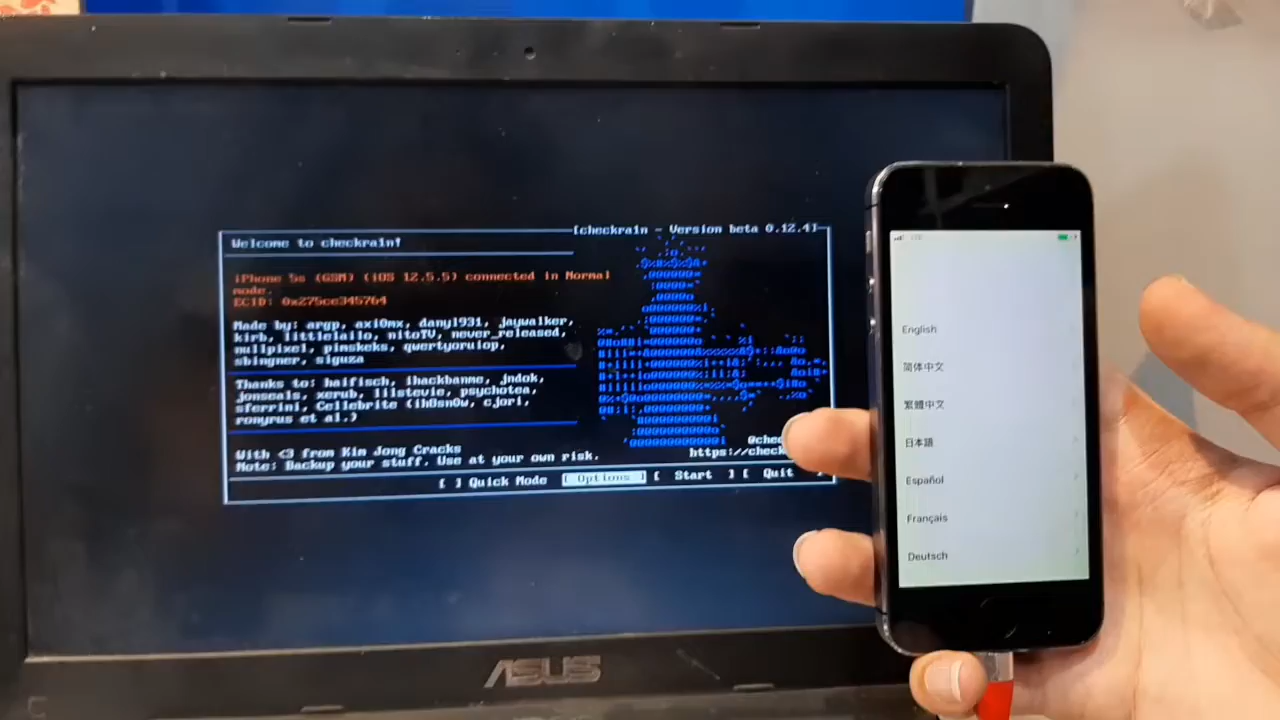 [checkra1n - Version beta 0.12.4]
Welcome to checkra1n!
iPhone 5s (GSM) (iOS 12.5.5) connected in Normal
mode.
ECID: 0x275ce345764
Made by: argp, axi0mx, danyl931, jaywalker,
kirb, littlelailo, nitoTV, never_released,
nullpixel, pimskeks, qwertyoruiop,
sbingner, siguza
Thanks to: haifisch, ihackbanme, jndok,
jonseals, xerub, lilstevie, psychotea,
sferrini, Cellebrite (ih8sn0w, cjori,
ronyrus et al.)
With <3 from Kim Jong Cracks
Note: Backup your stuff. Use at your own risk.
https://check
[ ] Quick Mode [ Options ] [ Start ] [ Quit
ASUS
English
简体中文
繁體中文
日本語
Español
Français
Deutsch